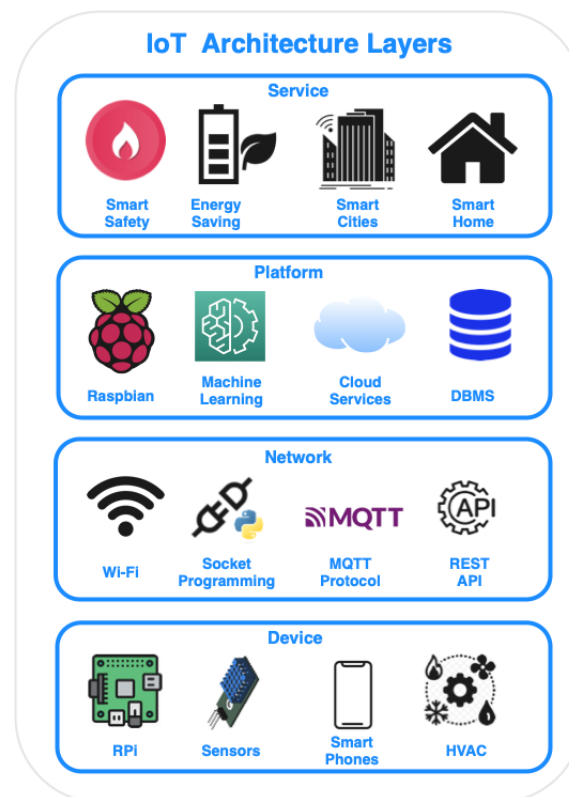 IoT Architecture Layers
Service
Smart Safety
Energy Saving
Smart Cities
Smart Home
Platform
Raspbian
Machine Learning
Cloud Services
DBMS
Network
MQTT
API
Wi-Fi
Socket Programming
MQTT Protocol
REST API
Device
RPi
Sensors
Smart Phones
HVAC